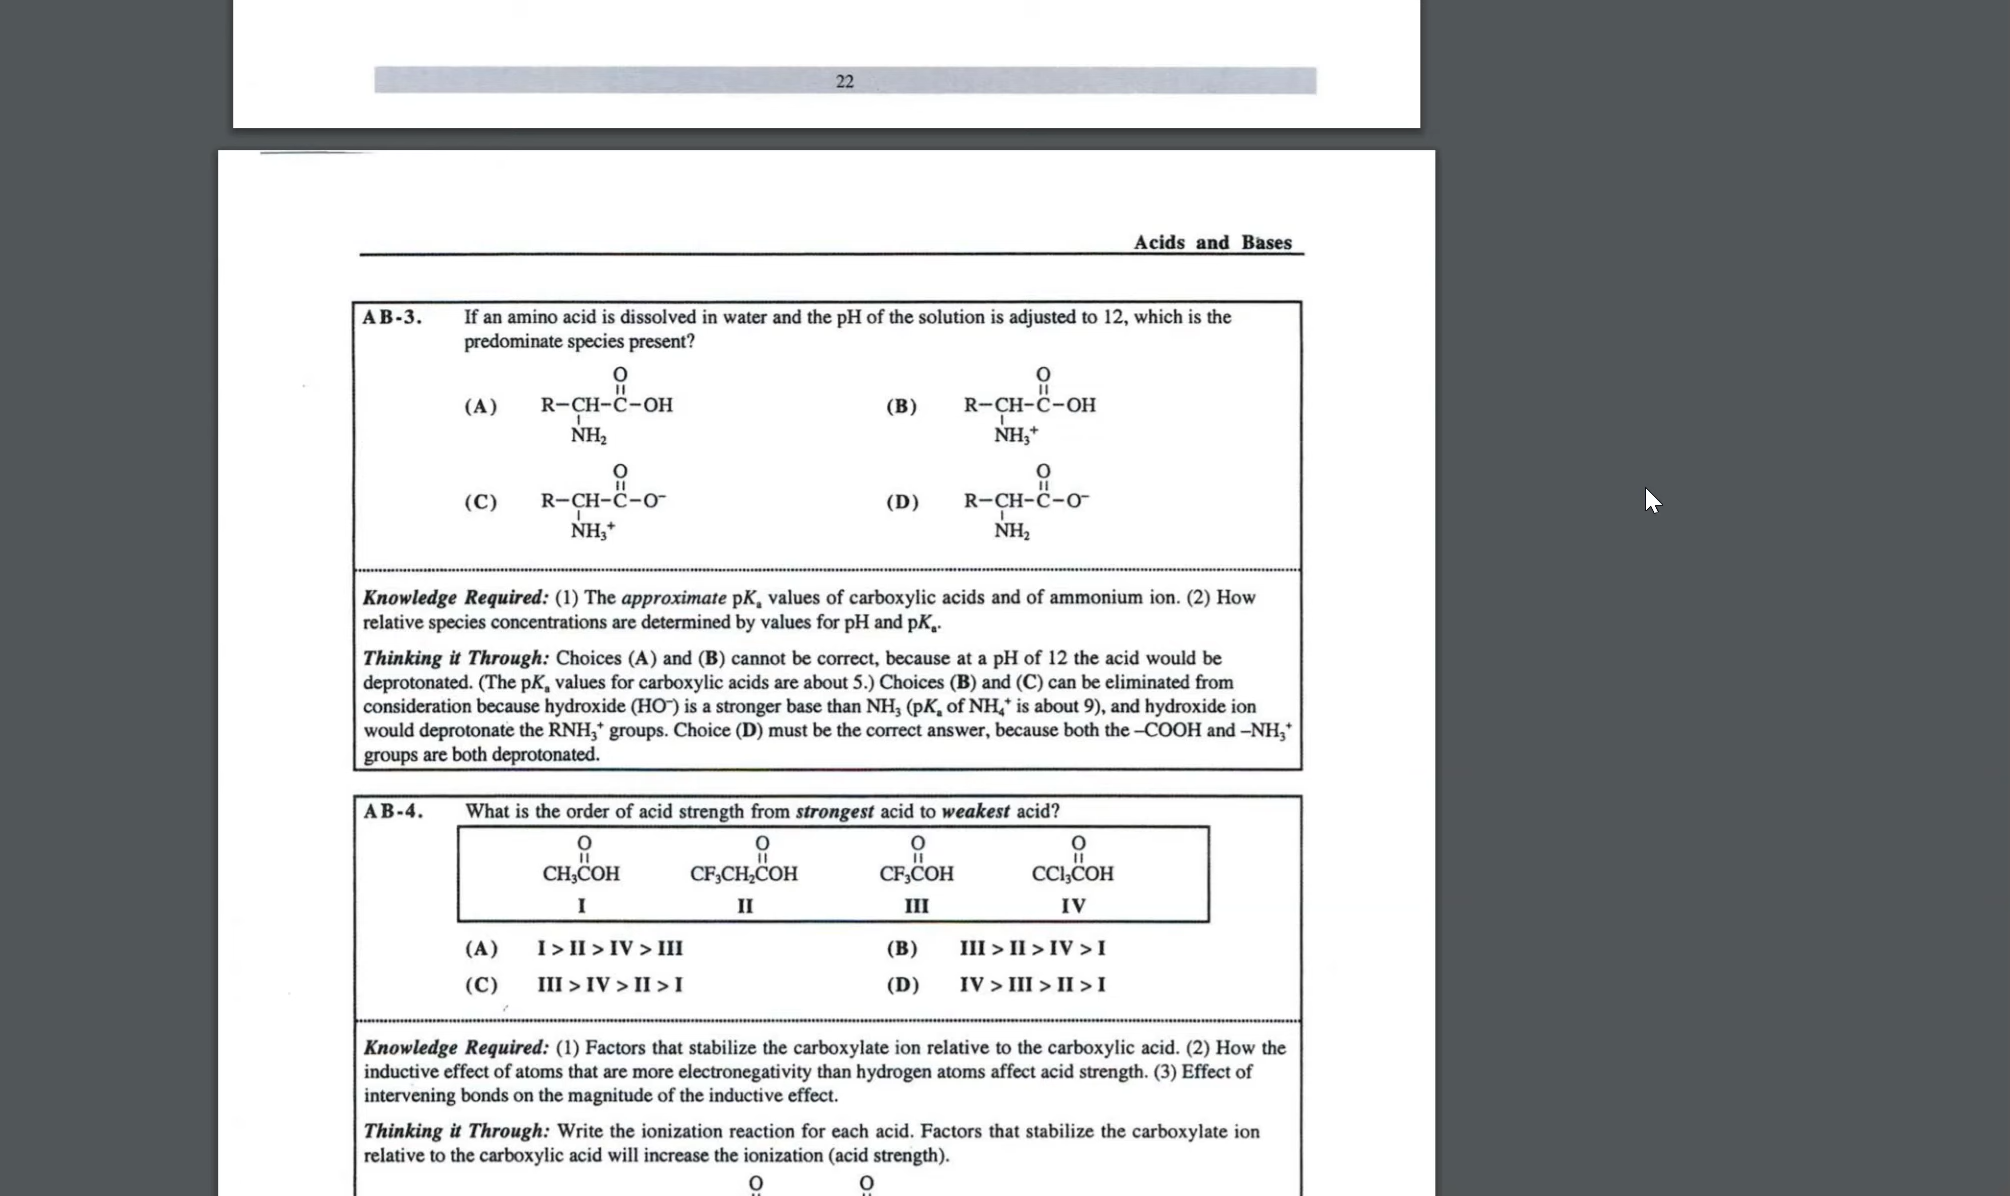 22
Acids and Bases
AB-3. If an amino acid is dissolved in water and the pH of the solution is adjusted to 12, which is the
predominate species present?
O O
(A) R–CH–C–OH (B) R–CH–C–OH
NH₂ NH₃⁺
O O
(C) R–CH–C–O⁻ (D) R–CH–C–O⁻
NH₃⁺ NH₂
Knowledge Required: (1) The approximate pKₐ values of carboxylic acids and of ammonium ion. (2) How
relative species concentrations are determined by values for pH and pKₐ.
Thinking it Through: Choices (A) and (B) cannot be correct, because at a pH of 12 the acid would be
deprotonated. (The pKₐ values for carboxylic acids are about 5.) Choices (B) and (C) can be eliminated from
consideration because hydroxide (HO⁻) is a stronger base than NH₃ (pKₐ of NH₄⁺ is about 9), and hydroxide ion
would deprotonate the RNH₃⁺ groups. Choice (D) must be the correct answer, because both the –COOH and –NH₃⁺
groups are both deprotonated.
AB-4. What is the order of acid strength from strongest acid to weakest acid?
O O O O
CH₃COH CF₃CH₂COH CF₃COH CCl₃COH
I II III IV
(A) I > II > IV > III (B) III > II > IV > I
(C) III > IV > II > I (D) IV > III > II > I
Knowledge Required: (1) Factors that stabilize the carboxylate ion relative to the carboxylic acid. (2) How the
inductive effect of atoms that are more electronegativity than hydrogen atoms affect acid strength. (3) Effect of
intervening bonds on the magnitude of the inductive effect.
Thinking it Through: Write the ionization reaction for each acid. Factors that stabilize the carboxylate ion
relative to the carboxylic acid will increase the ionization (acid strength).
O O